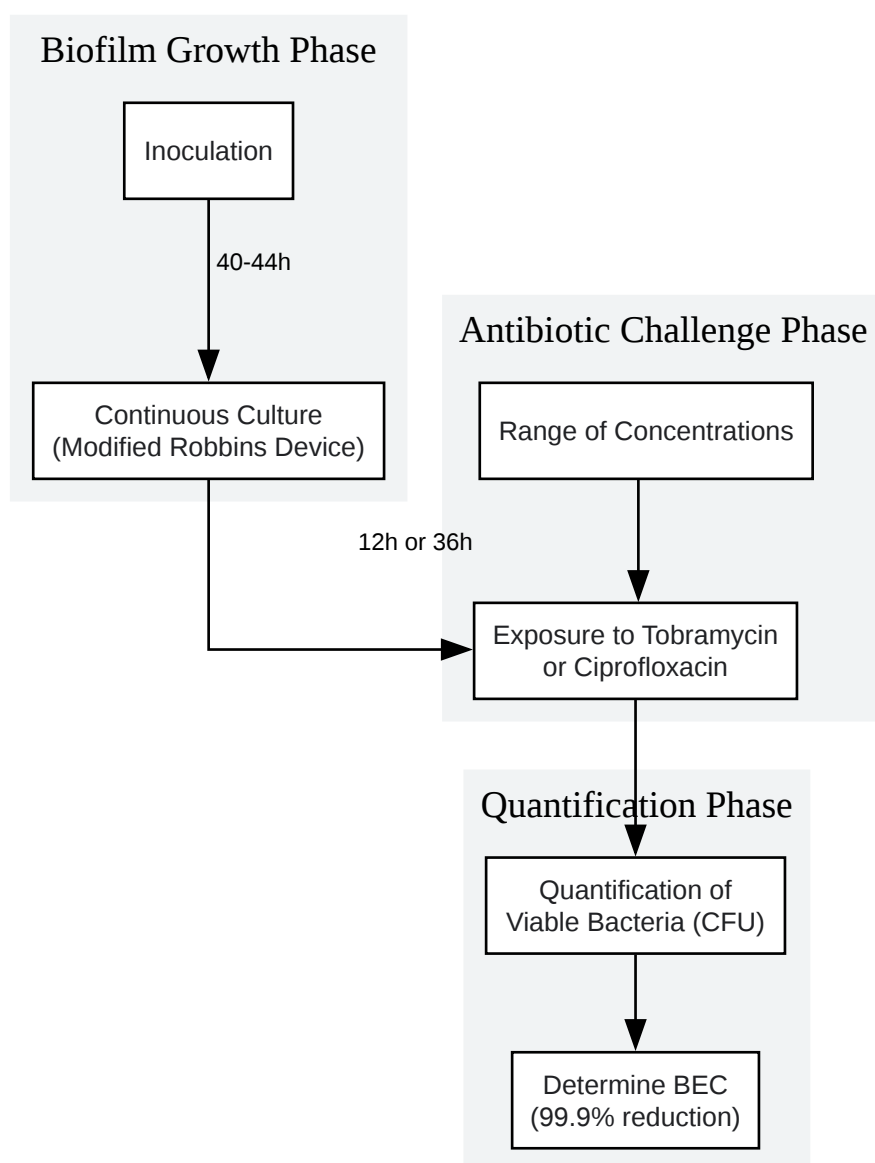 Biofilm Growth Phase
Inoculation
40-44h
Continuous Culture
(Modified Robbins Device)
Antibiotic Challenge Phase
Range of Concentrations
12h or 36h
Exposure to Tobramycin
or Ciprofloxacin
Quantification Phase
Quantification of
Viable Bacteria (CFU)
Determine BEC
(99.9% reduction)